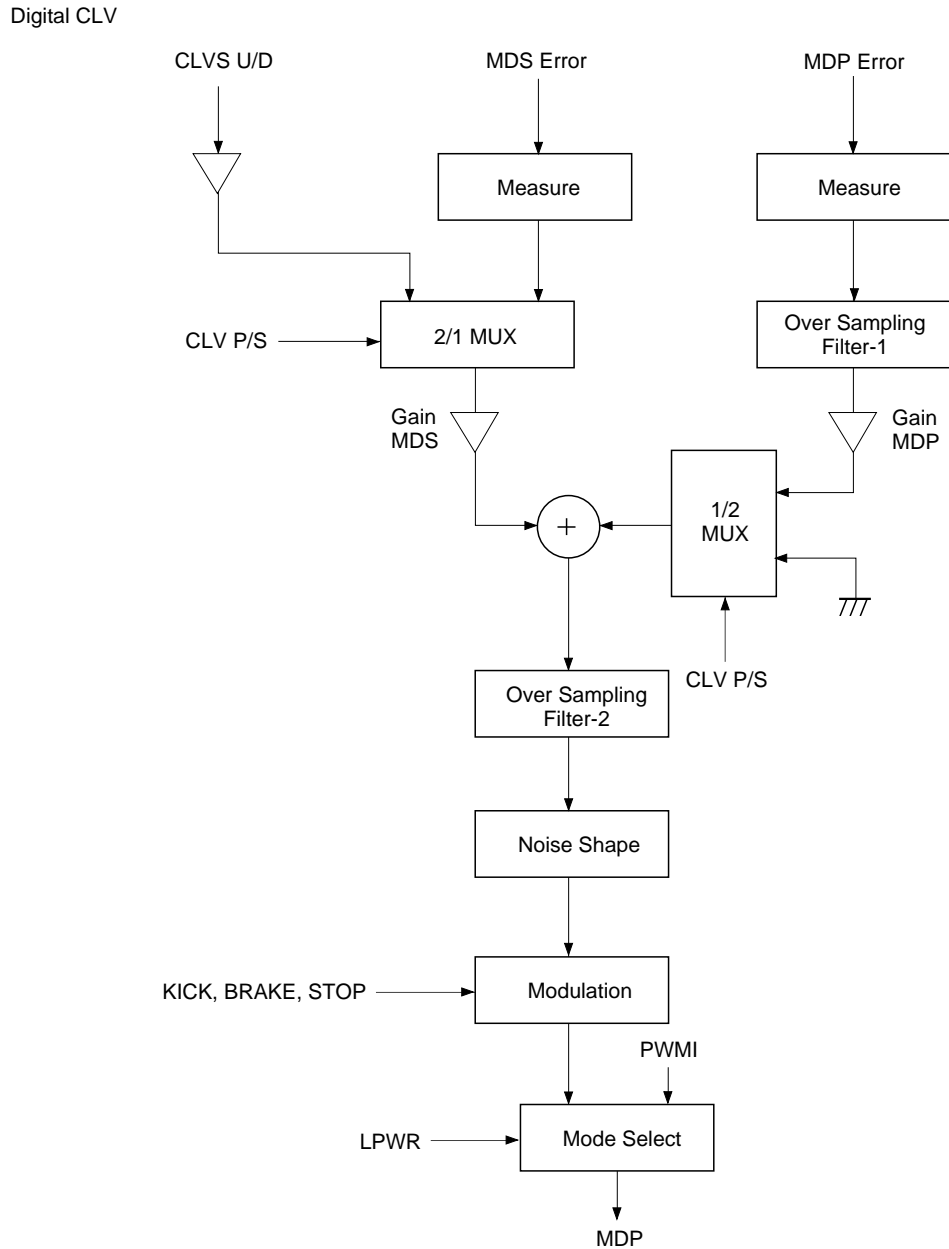 Digital CLV
CLVS U/D
MDS Error
MDP Error
Measure
Measure
CLV P/S
2/1 MUX
Over Sampling
Filter-1
Gain
MDS
Gain
MDP
1/2
MUX
+
CLV P/S
Over Sampling
Filter-2
Noise Shape
KICK, BRAKE, STOP
Modulation
PWMI
LPWR
Mode Select
MDP